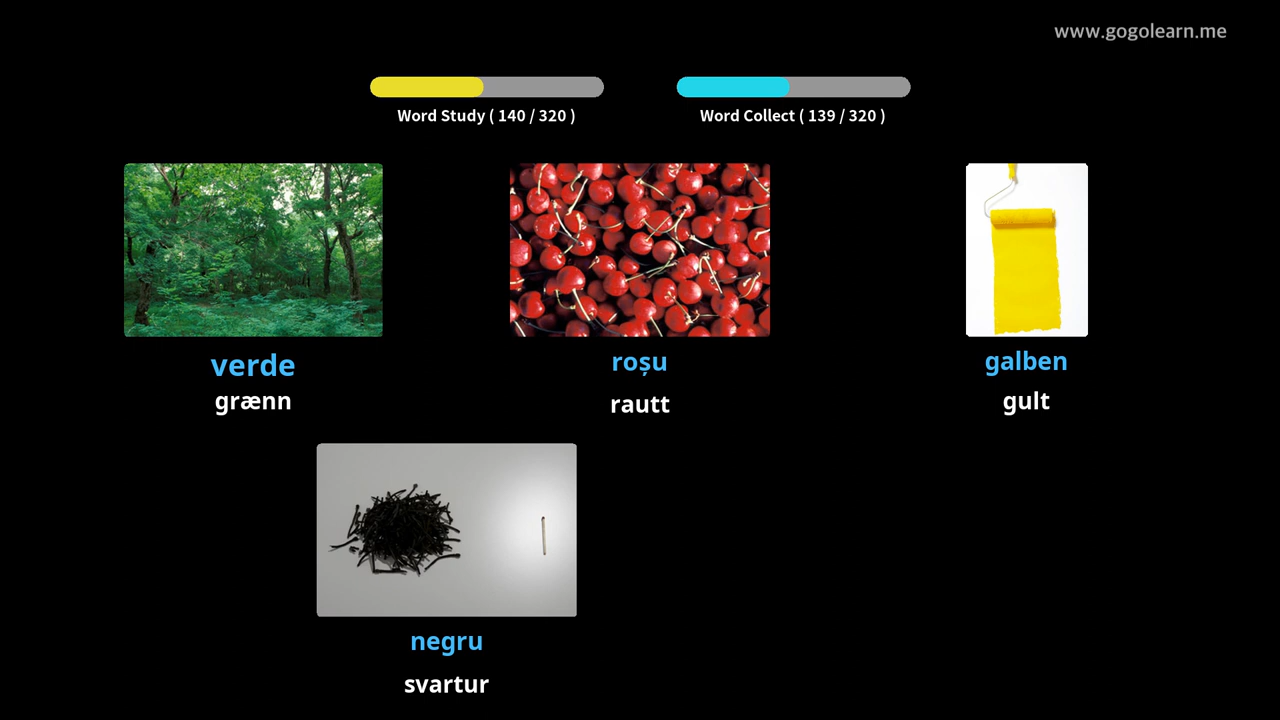 www.gogolearn.me
Word Study ( 140 / 320 )
Word Collect ( 139 / 320 )
verde
grænn
roșu
rautt
galben
gult
negru
svartur